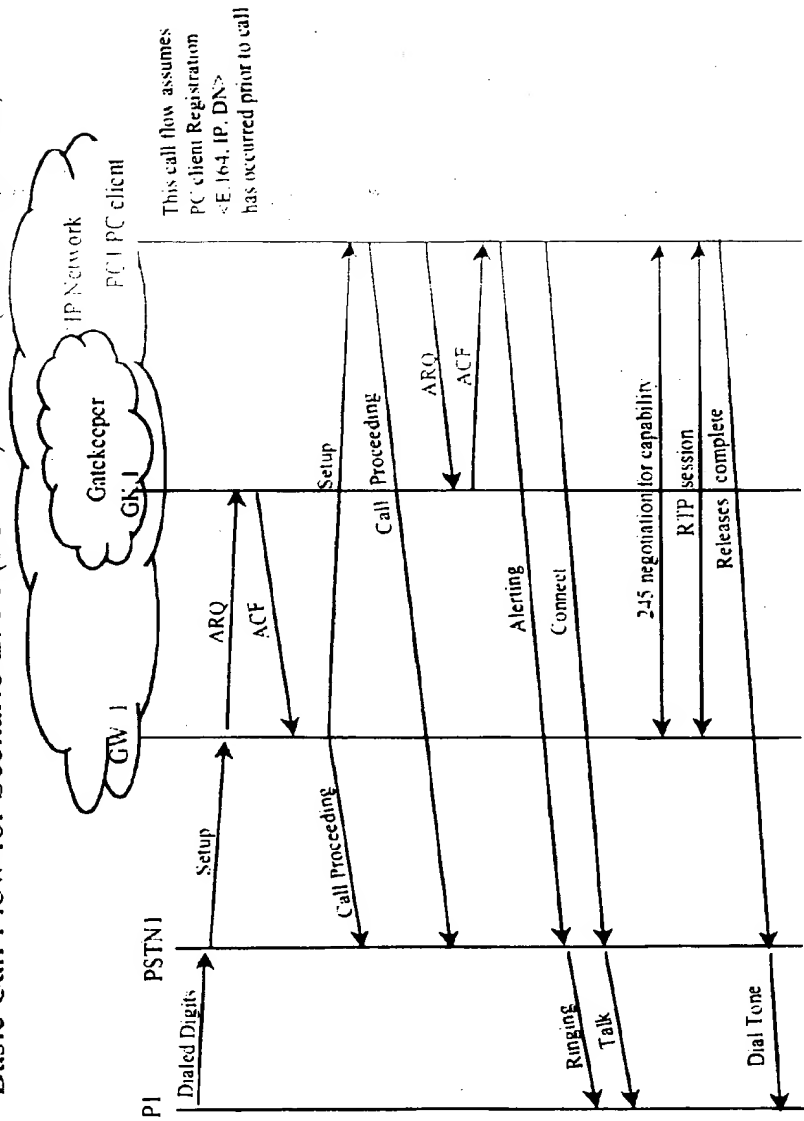 Basic Call Flow for Scenario
IP Network
PC1 PC client
Gatekeeper
GK 1
GW 1
PSTN1
P1
This call flow assumes
PC client Registration
<E.164, IP, DN>
has occurred prior to call
Dialed Digits
Setup
ARQ
ACF
Setup
Call Proceeding
Call Proceeding
ARQ
ACF
Alerting
Connect
Ringing
Talk
245 negotiation for capability
RTP session
Releases complete
Dial Tone